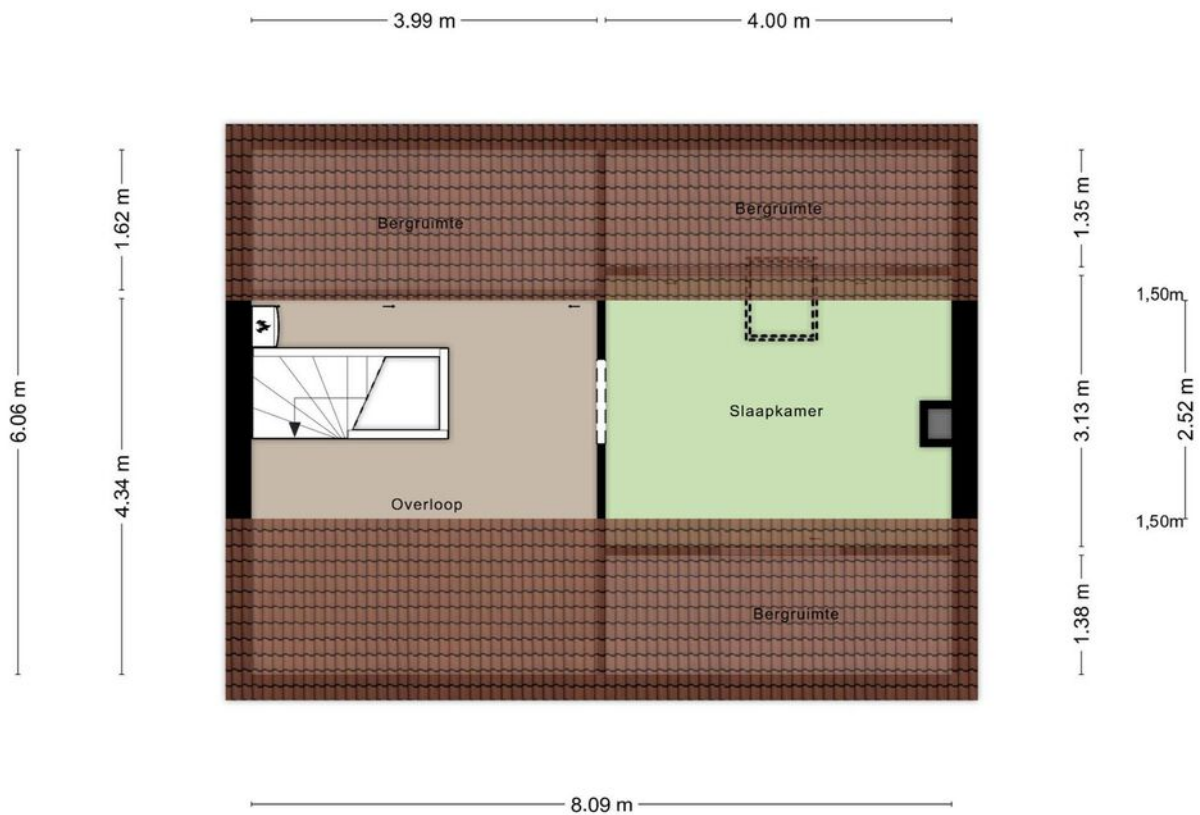 3.99 m
4.00 m
6.06 m
1.62 m
4.34 m
Bergruimte
Bergruimte
1.35 m
1,50m
3.13 m
2.52 m
Slaapkamer
Overloop
1,50m
Bergruimte
1.38 m
8.09 m